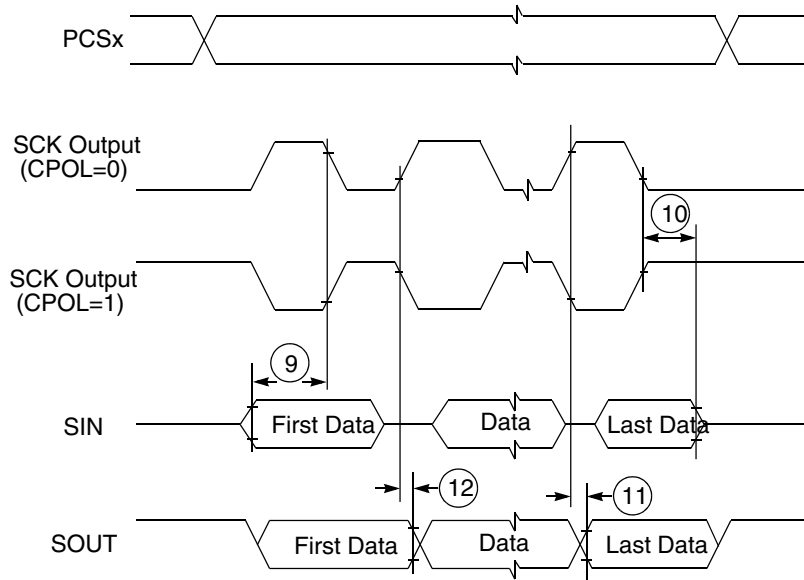 PCSx
SCK Output
(CPOL=0)
10
SCK Output
(CPOL=1)
9
SIN
First Data
Data
Last Data
12
11
SOUT
First Data
Data
Last Data